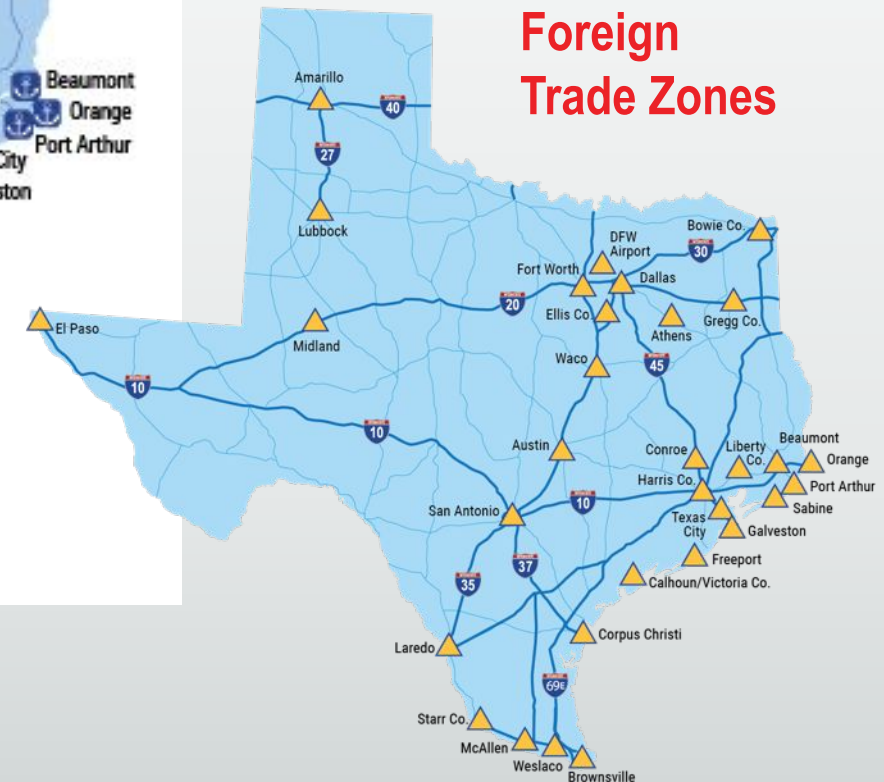 Foreign
Trade Zones
Beaumont
Orange
Port Arthur
City
ston
Amarillo
40
27
Lubbock
Bowie Co.
DFW
Airport
30
Fort Worth
Dallas
20
Ellis Co.
Athens
Gregg Co.
El Paso
Midland
Waco
45
10
10
Austin
Conroe
Liberty
Co.
Beaumont
Orange
Harris Co.
Port Arthur
10
San Antonio
Sabine
Texas
City
Galveston
Freeport
37
35
Calhoun/Victoria Co.
Corpus Christi
Laredo
69E
Starr Co.
McAllen
Weslaco
Brownsville